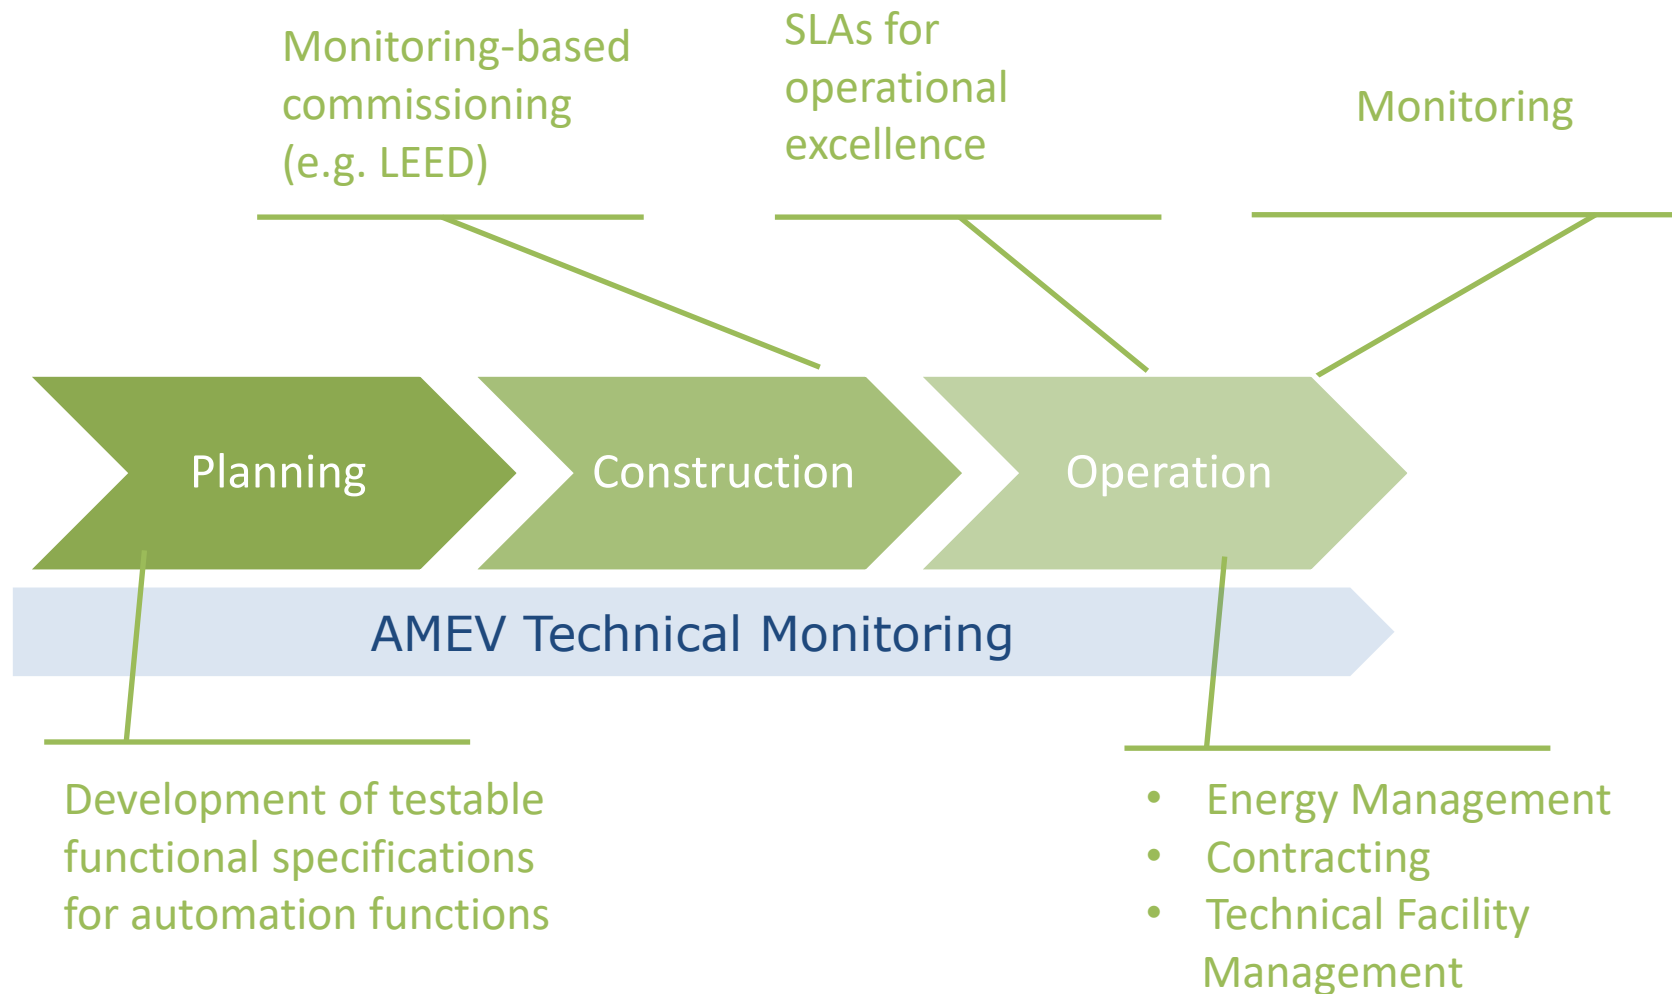 Monitoring-based
commissioning
(e.g. LEED)
SLAs for
operational
excellence
Monitoring
Planning
Construction
Operation
AMEV Technical Monitoring
Development of testable
functional specifications
for automation functions
• Energy Management
• Contracting
• Technical Facility
Management